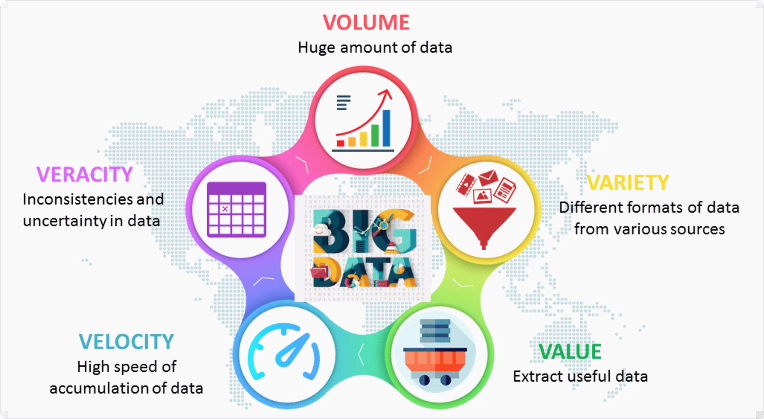 VOLUME
Huge amount of data
VERACITY
Inconsistencies and
uncertainty in data
VARIETY
Different formats of data
from various sources
BIG
DATA
VELOCITY
High speed of
accumulation of data
VALUE
Extract useful data